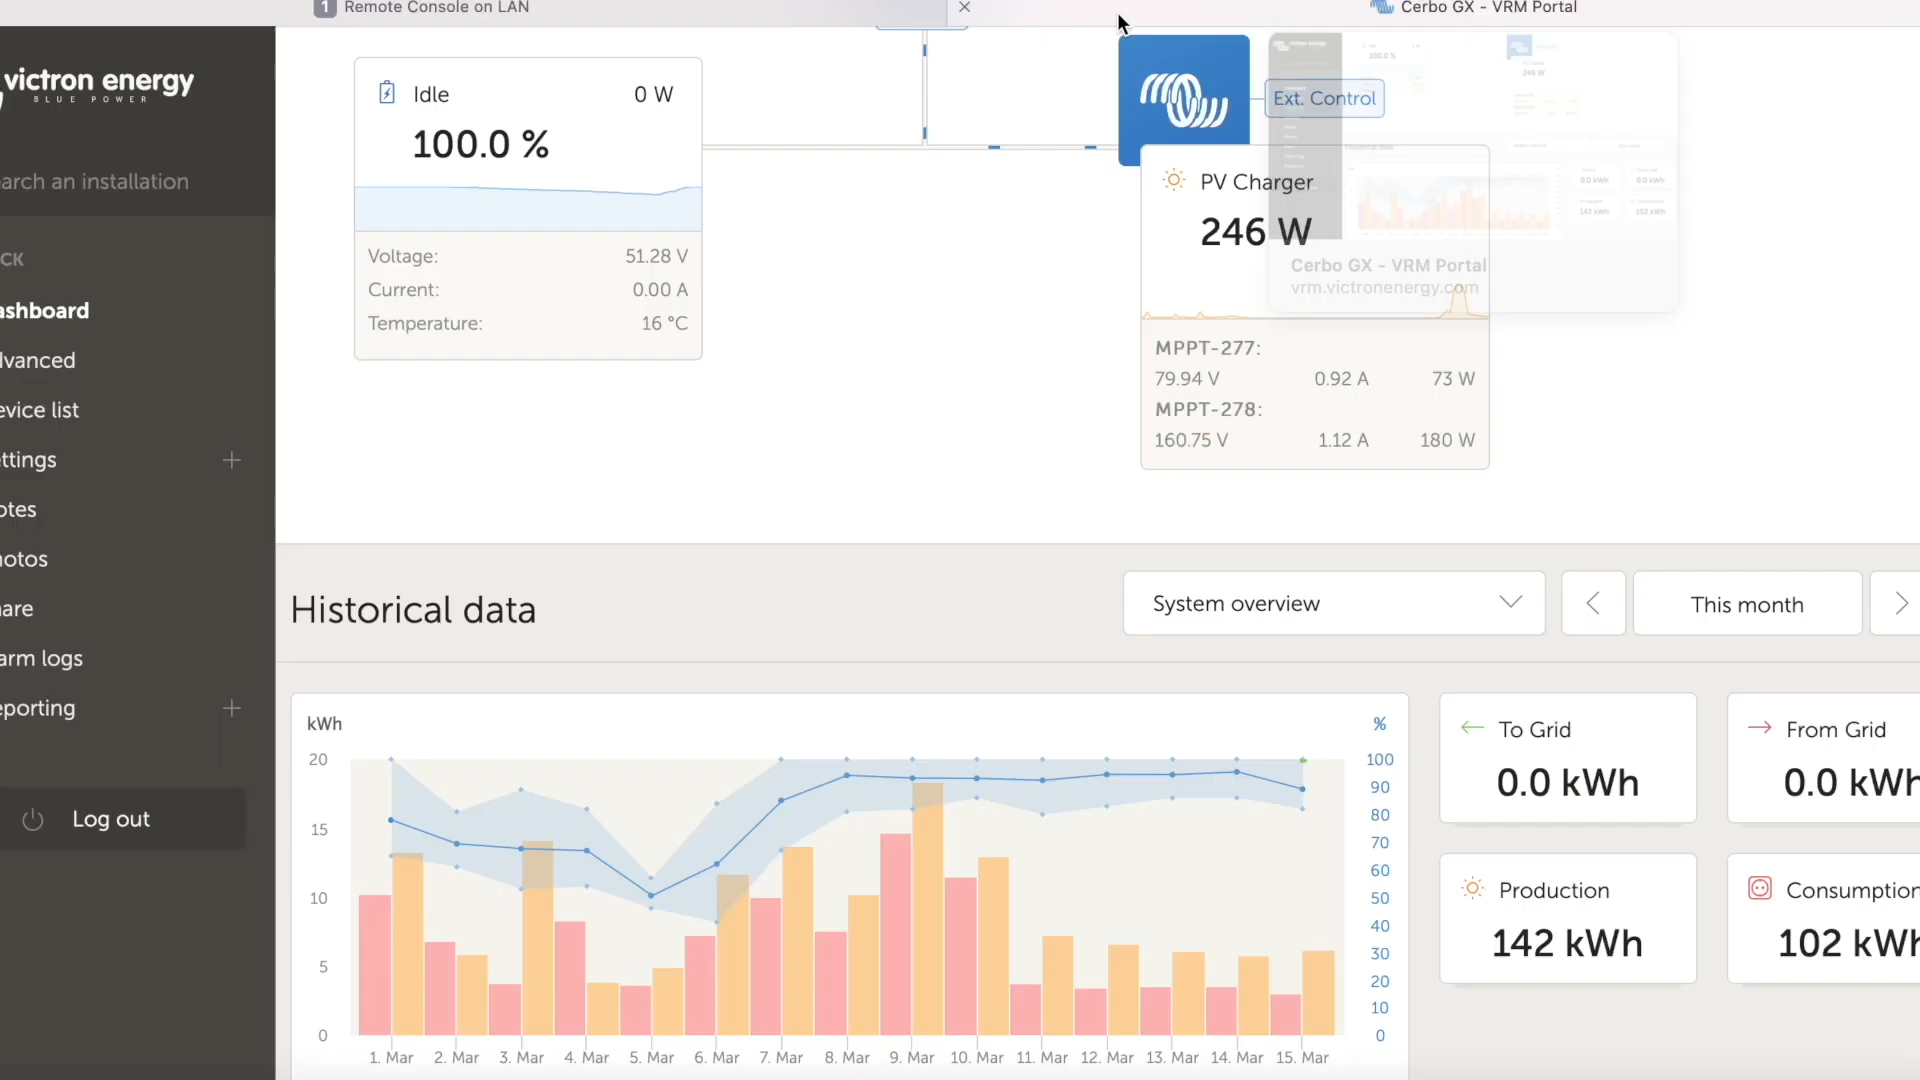 1 Remote Console on LAN
Cerbo GX - VRM Portal
victron energy
BLUE POWER
arch an installation
CK
ashboard
dvanced
evice list
ettings
otes
hotos
are
arm logs
eporting
Log out
Idle 0 W
100.0 %
Voltage: 51.28 V
Current: 0.00 A
Temperature: 16 °C
Ext. Control
PV Charger
246 W
Cerbo GX - VRM Portal
vrm.victronenergy.com
MPPT-277:
79.94 V 0.92 A 73 W
MPPT-278:
160.75 V 1.12 A 180 W
Historical data
System overview
This month
kWh
%
20
15
10
5
0
100
90
80
70
60
50
40
30
20
10
0
1. Mar 2. Mar 3. Mar 4. Mar 5. Mar 6. Mar 7. Mar 8. Mar 9. Mar 10. Mar 11. Mar 12. Mar 13. Mar 14. Mar 15. Mar
To Grid
0.0 kWh
From Grid
0.0 kWh
Production
142 kWh
Consumption
102 kWh